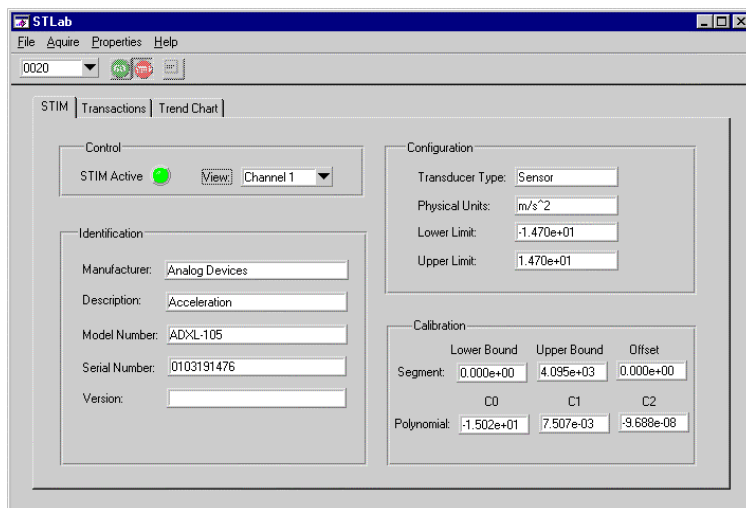 STLab
File Aquire Properties Help
0020
STIM Transactions Trend Chart
Control
STIM Active View: Channel 1
Identification
Manufacturer: Analog Devices
Description: Acceleration
Model Number: ADXL-105
Serial Number: 0103191476
Version:
Configuration
Transducer Type: Sensor
Physical Units: m/s^2
Lower Limit: -1.470e+01
Upper Limit: 1.470e+01
Calibration
Lower Bound Upper Bound Offset
Segment: 0.000e+00 4.095e+03 0.000e+00
C0 C1 C2
Polynomial: -1.502e+01 7.507e-03 -9.688e-08